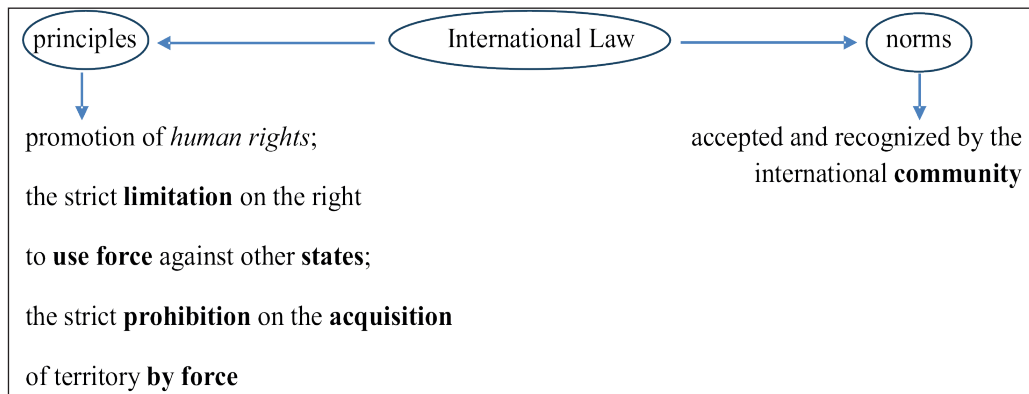 principles
International Law
norms
promotion of human rights;
the strict limitation on the right
to use force against other states;
the strict prohibition on the acquisition
of territory by force
accepted and recognized by the
international community